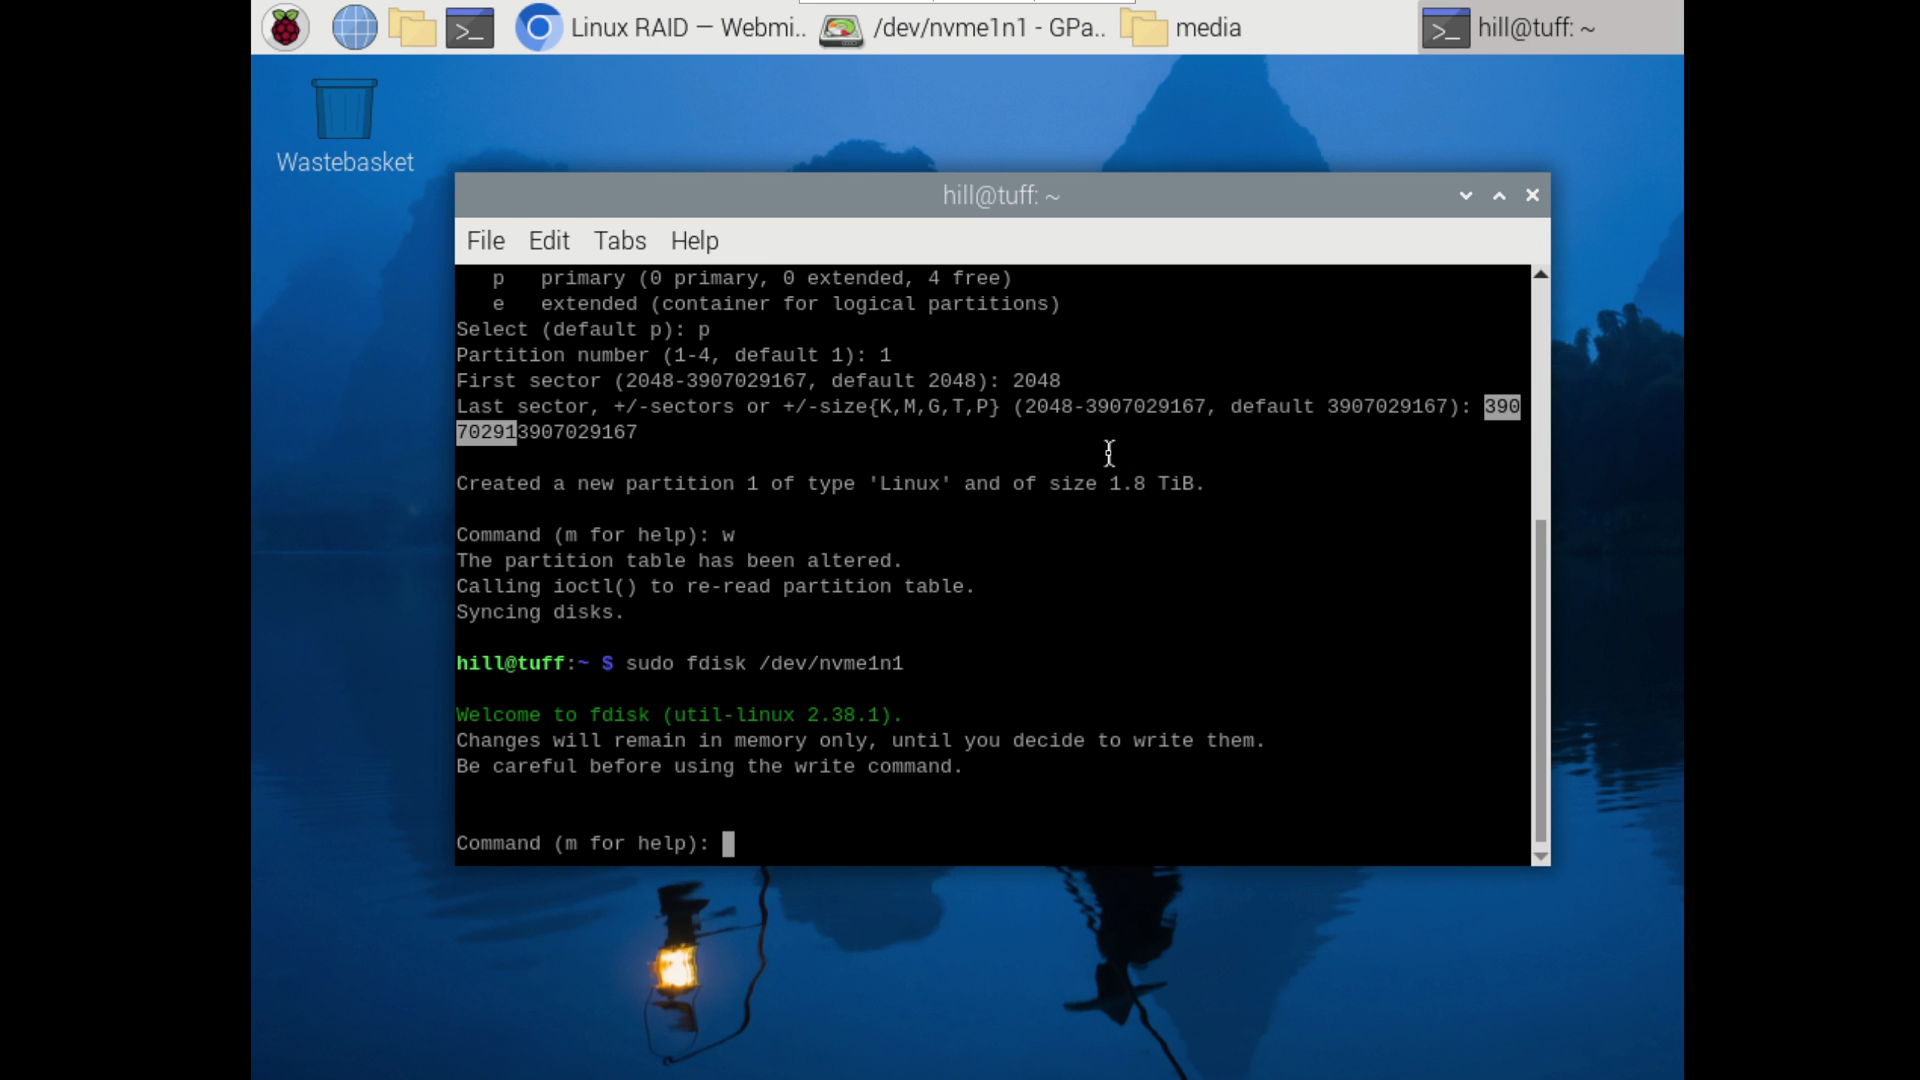 Linux RAID — Webmi..
/dev/nvme1n1 - GPa..
media
hill@tuff: ~
Wastebasket
hill@tuff: ~
File Edit Tabs Help
p primary (0 primary, 0 extended, 4 free)
e extended (container for logical partitions)
Select (default p): p
Partition number (1-4, default 1): 1
First sector (2048-3907029167, default 2048): 2048
Last sector, +/-sectors or +/-size{K,M,G,T,P} (2048-3907029167, default 3907029167): 390
702913907029167
Created a new partition 1 of type 'Linux' and of size 1.8 TiB.
Command (m for help): w
The partition table has been altered.
Calling ioctl() to re-read partition table.
Syncing disks.
hill@tuff:~ $ sudo fdisk /dev/nvme1n1
Welcome to fdisk (util-linux 2.38.1).
Changes will remain in memory only, until you decide to write them.
Be careful before using the write command.
Command (m for help):